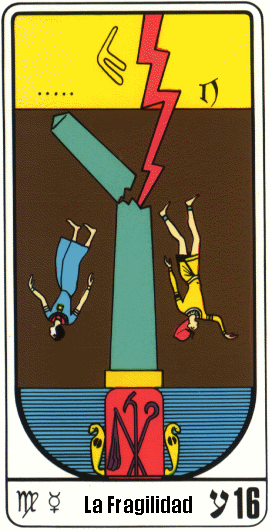 .....
♍ ☿ La Fragilidad ע 16